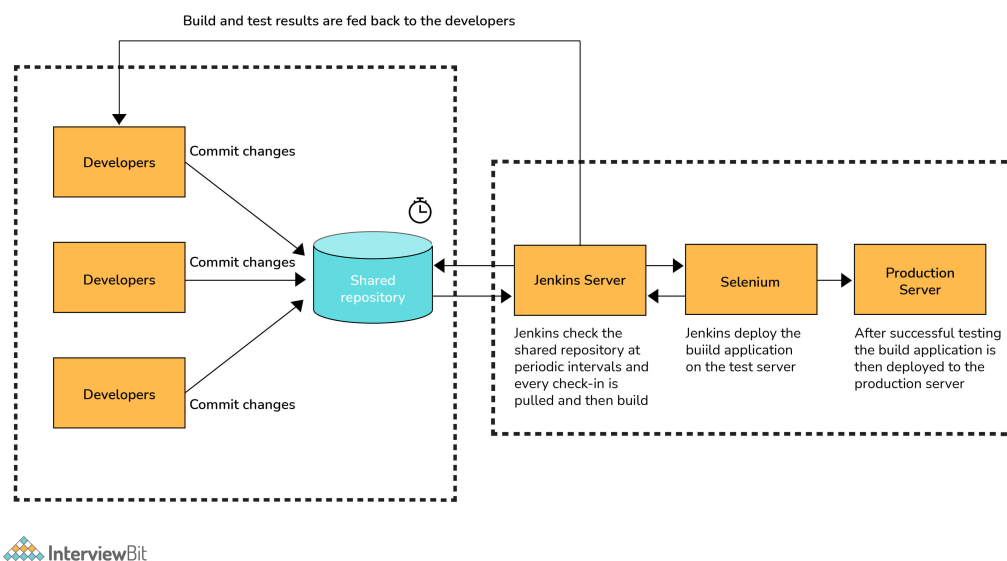 Build and test results are fed back to the developers
Developers
Commit changes
Developers
Commit changes
Developers
Commit changes
Shared
repository
Jenkins Server
Jenkins check the
shared repository at
periodic intervals and
every check-in is
pulled and then build
Selenium
Jenkins deploy the
buiild application
on the test server
Production
Server
After successful testing
the build application is
then deployed to the
production server
InterviewBit